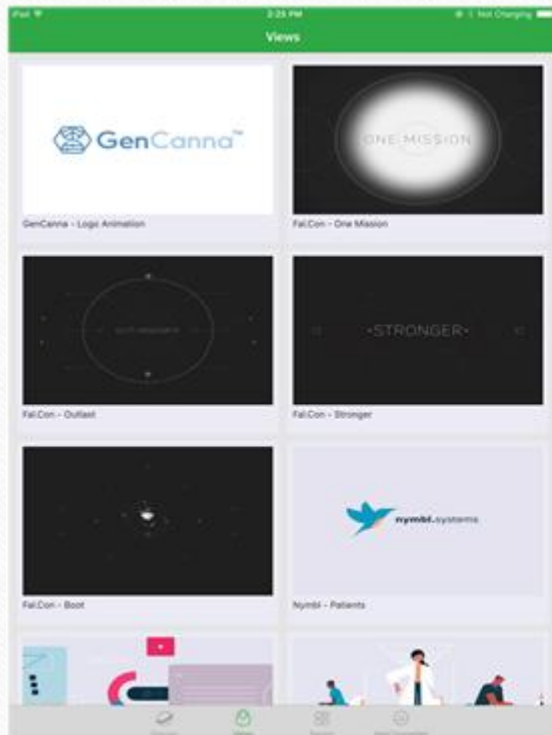 iPad
2:25 PM
Not Charging
Views
GenCanna™
ONE MISSION
GenCanna - Logo Animation
Fal.Con - One Mission
STRONGER
Fal.Con - Outlast
Fal.Con - Stronger
nymbl.systems
Fal.Con - Boot
Nymbl - Patients